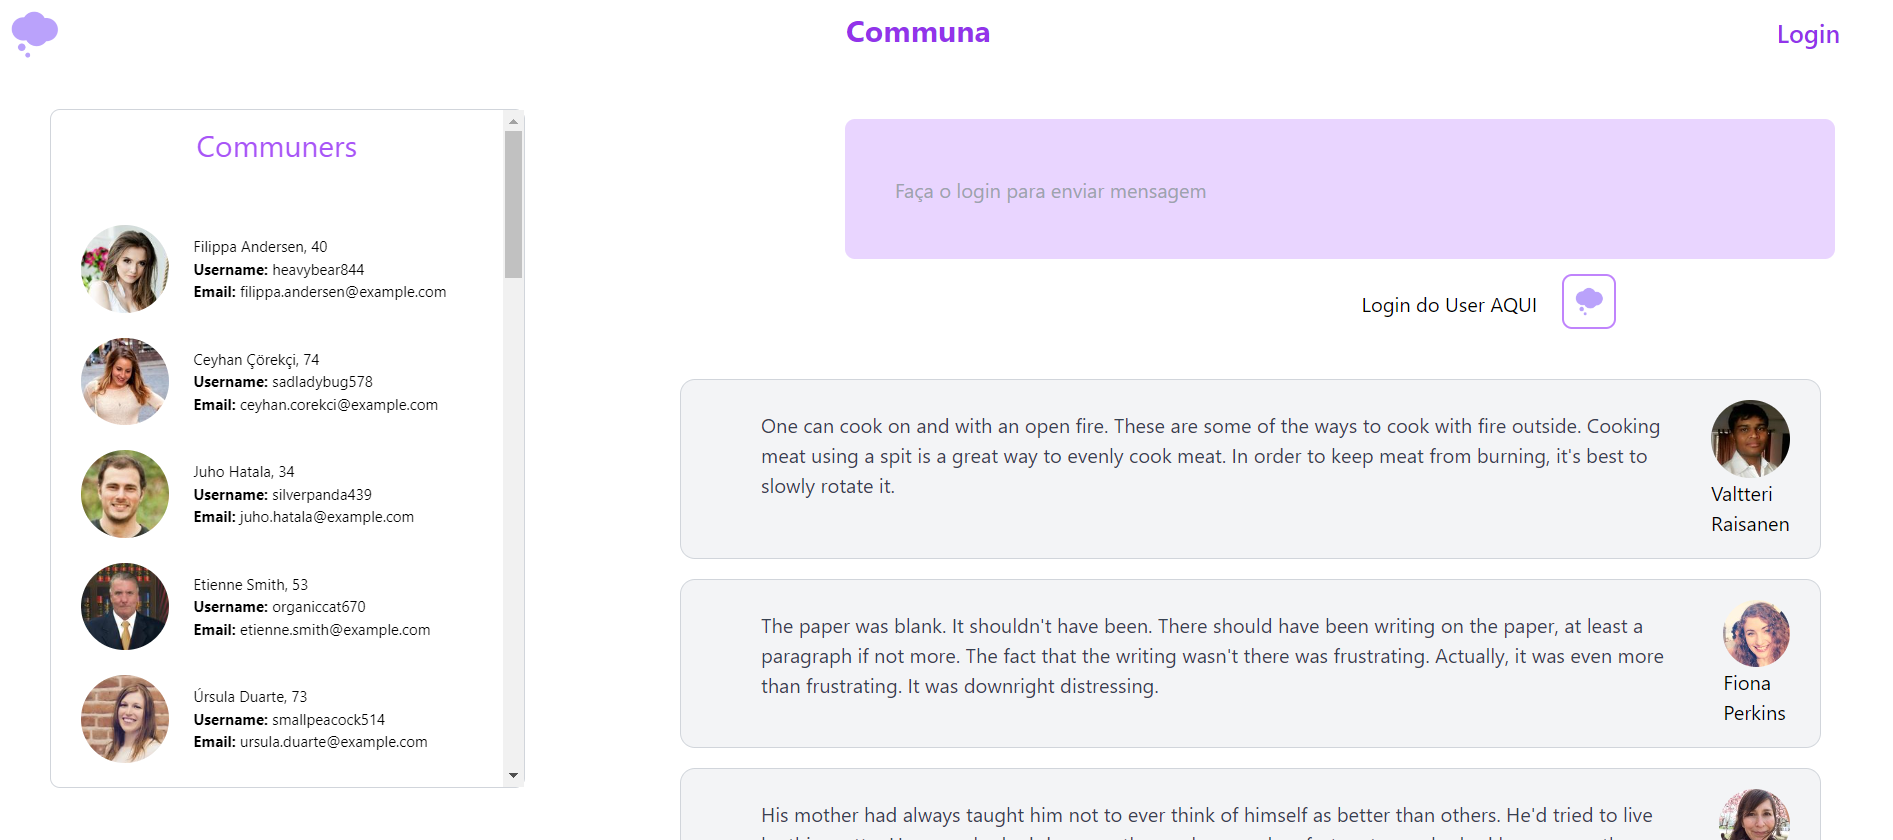 Communa
Login
Communers
Filippa Andersen, 40
Username: heavybear844
Email: filippa.andersen@example.com
Ceyhan Çörekçi, 74
Username: sadladybug578
Email: ceyhan.corekci@example.com
Juho Hatala, 34
Username: silverpanda439
Email: juho.hatala@example.com
Etienne Smith, 53
Username: organiccat670
Email: etienne.smith@example.com
Úrsula Duarte, 73
Username: smallpeacock514
Email: ursula.duarte@example.com
Faça o login para enviar mensagem
Login do User AQUI
One can cook on and with an open fire. These are some of the ways to cook with fire outside. Cooking
meat using a spit is a great way to evenly cook meat. In order to keep meat from burning, it's best to
slowly rotate it.
Valtteri
Raisanen
The paper was blank. It shouldn't have been. There should have been writing on the paper, at least a
paragraph if not more. The fact that the writing wasn't there was frustrating. Actually, it was even more
than frustrating. It was downright distressing.
Fiona
Perkins
His mother had always taught him not to ever think of himself as better than others. He'd tried to live